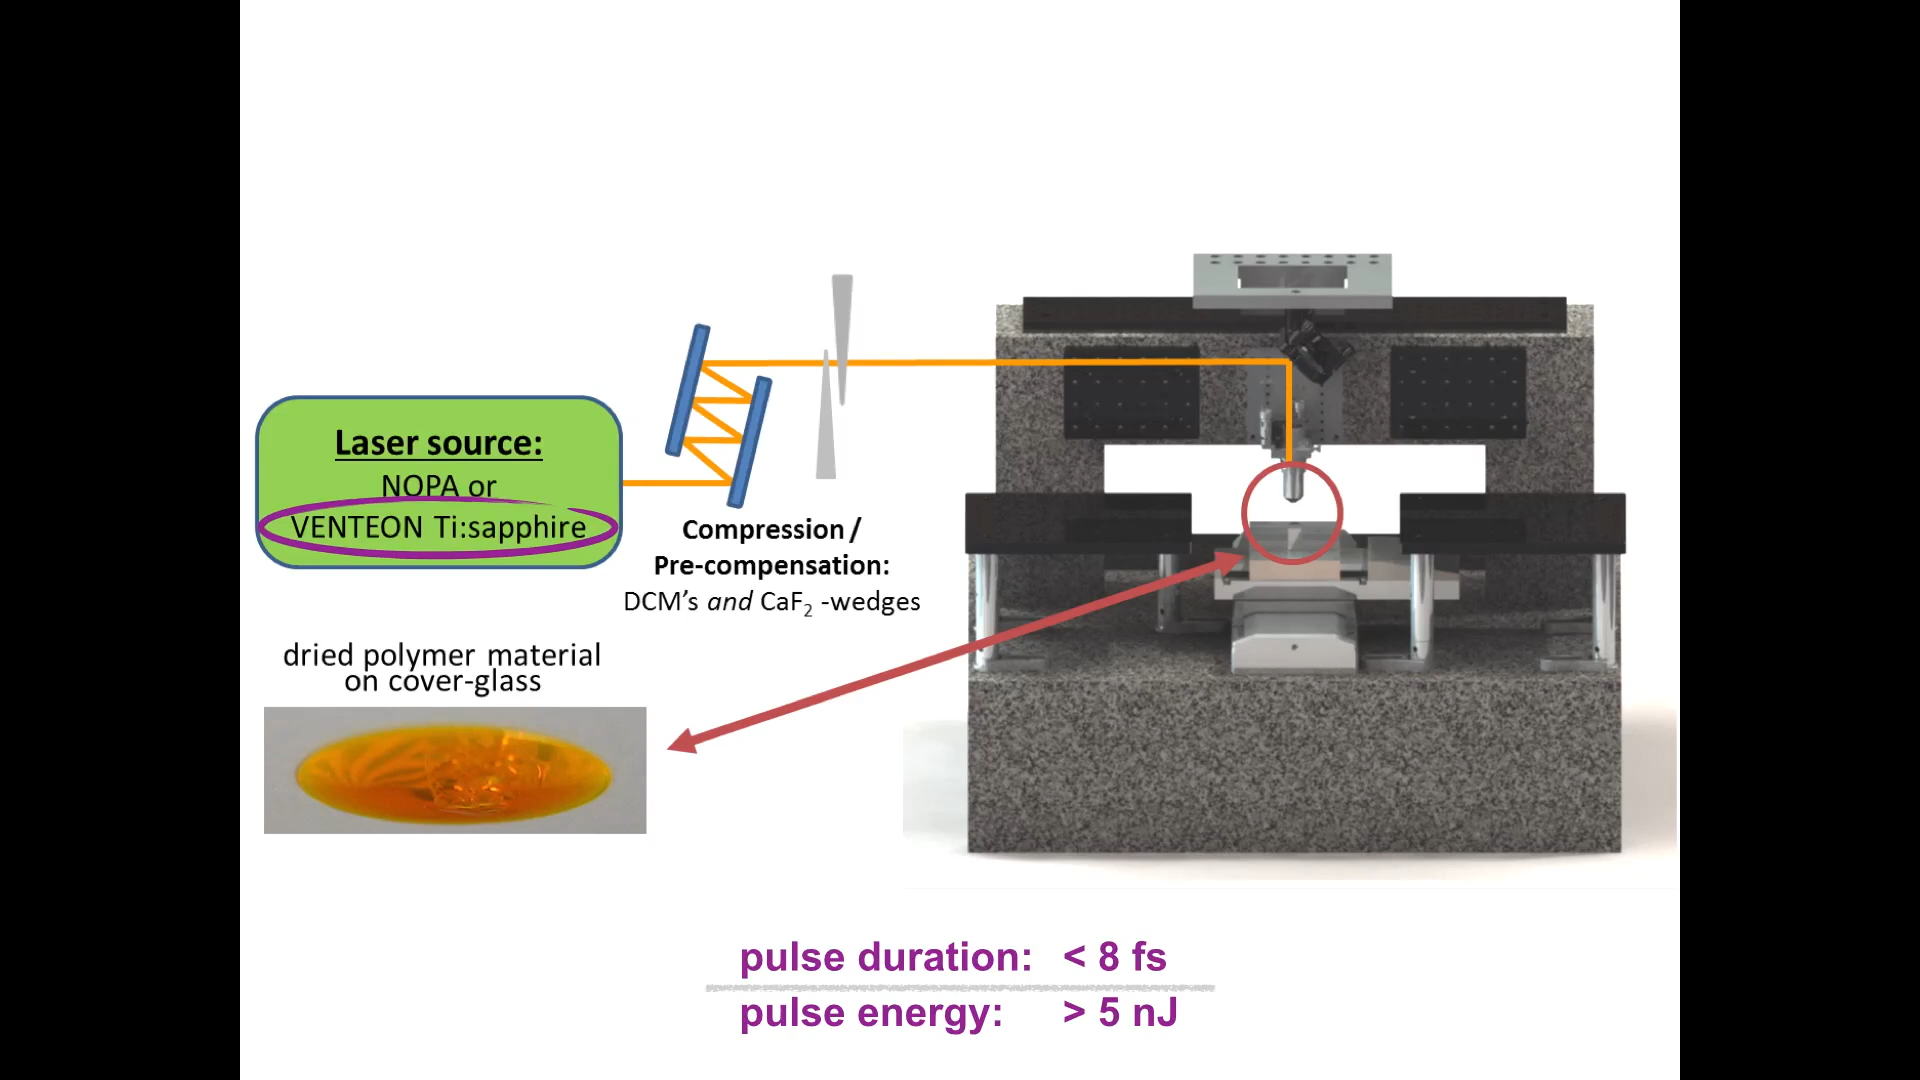 Laser source:
NOPA or
VENTEON Ti:sapphire
Compression /
Pre-compensation:
DCM's and CaF₂ -wedges
dried polymer material
on cover-glass
pulse duration: < 8 fs
pulse energy: > 5 nJ